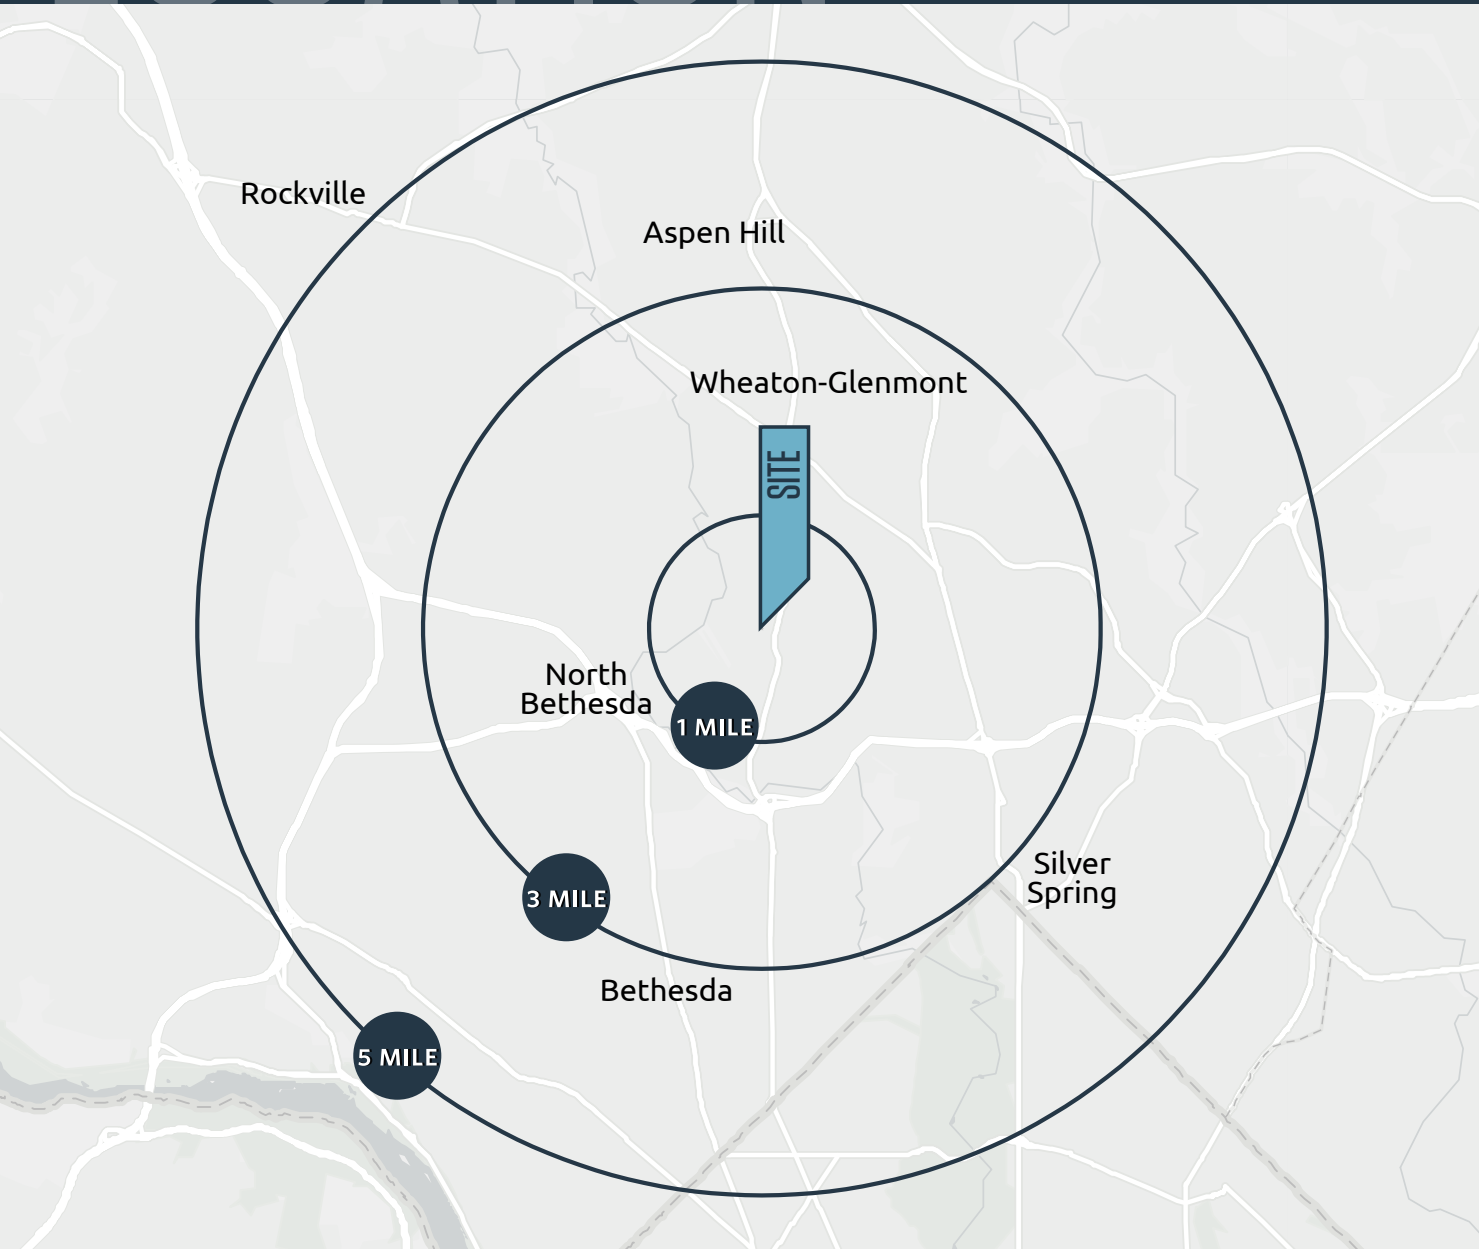 Rockville
Aspen Hill
Wheaton-Glenmont
SITE
North
Bethesda
1 MILE
Silver
Spring
3 MILE
Bethesda
5 MILE